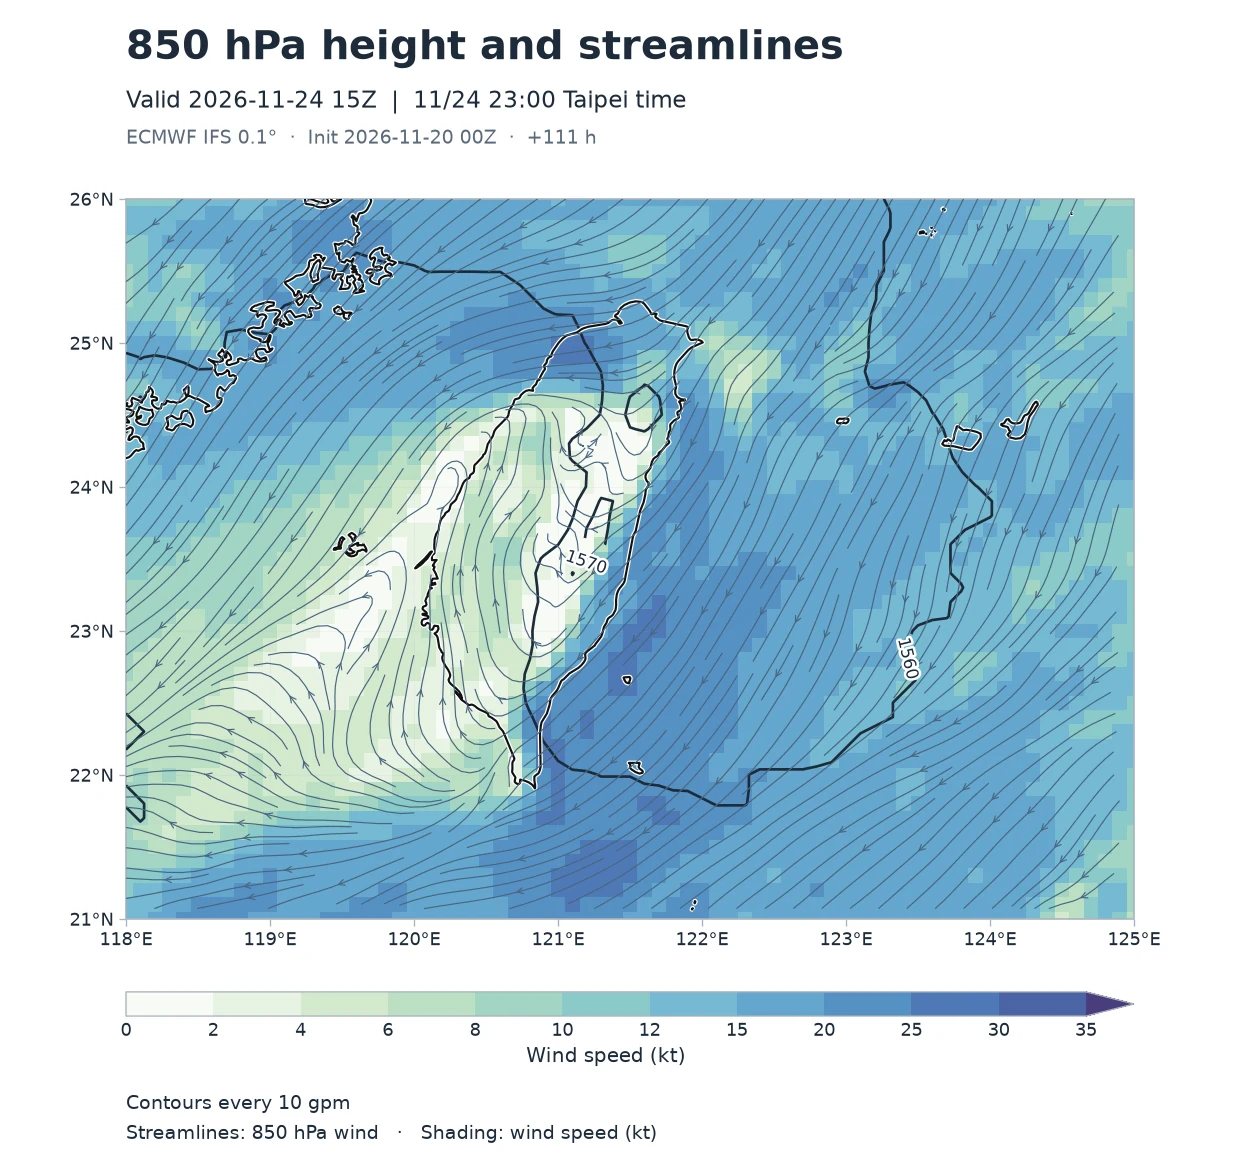 850 hPa height and streamlines
Valid 2026-11-24 15Z | 11/24 23:00 Taipei time
ECMWF IFS 0.1° · Init 2026-11-20 00Z · +111 h
26°N
25°N
24°N
23°N
22°N
21°N
1570
1560
118°E 119°E 120°E 121°E 122°E 123°E 124°E 125°E
0 2 4 6 8 10 12 15 20 25 30 35
Wind speed (kt)
Contours every 10 gpm
Streamlines: 850 hPa wind · Shading: wind speed (kt)